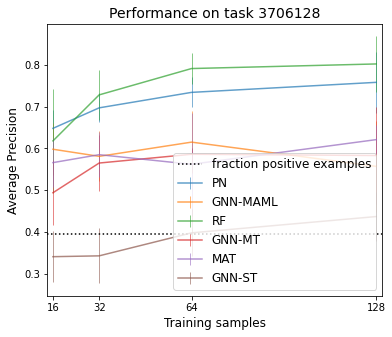 Performance on task 3706128
Average Precision
0.8
0.7
0.6
0.5
0.4
0.3
fraction positive examples
PN
GNN-MAML
RF
GNN-MT
MAT
GNN-ST
16
32
64
128
Training samples